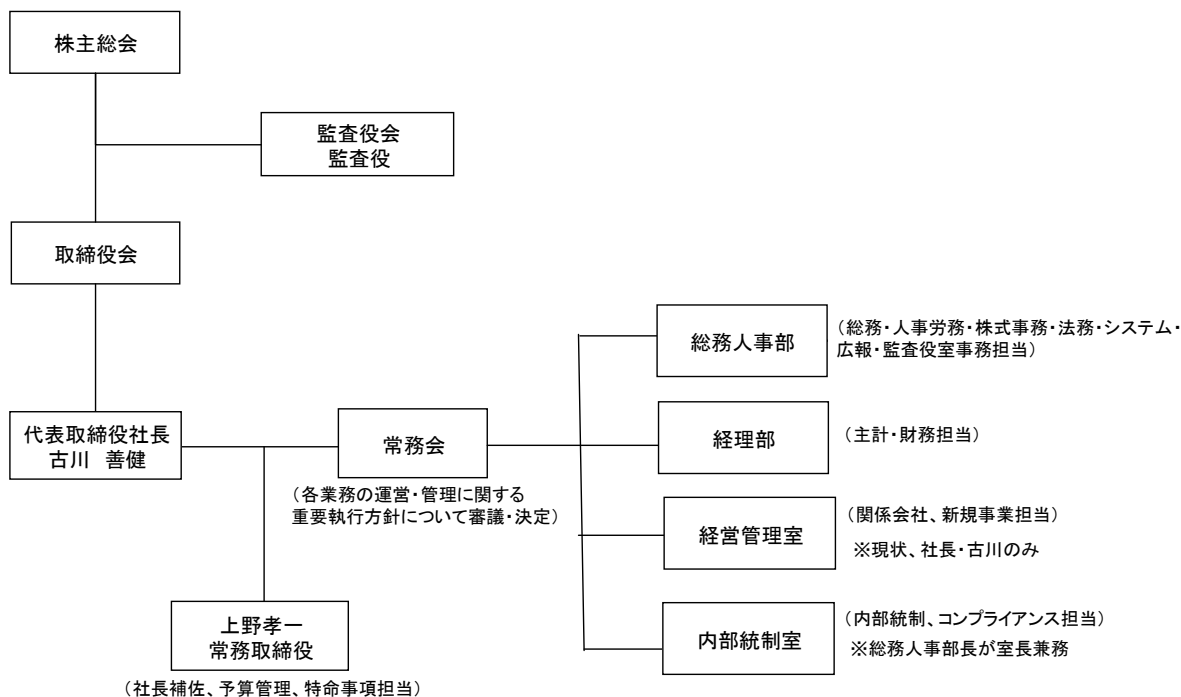 株主総会
監査役会
監査役
取締役会
代表取締役社長
古川　善健
常務会
（各業務の運営・管理に関する
重要執行方針について審議・決定）
上野孝一
常務取締役
（社長補佐、予算管理、特命事項担当）
総務人事部
（総務・人事労務・株式事務・法務・システム・
広報・監査役室事務担当）
経理部
（主計・財務担当）
経営管理室
（関係会社、新規事業担当）
※現状、社長・古川のみ
内部統制室
（内部統制、コンプライアンス担当）
※総務人事部長が室長兼務